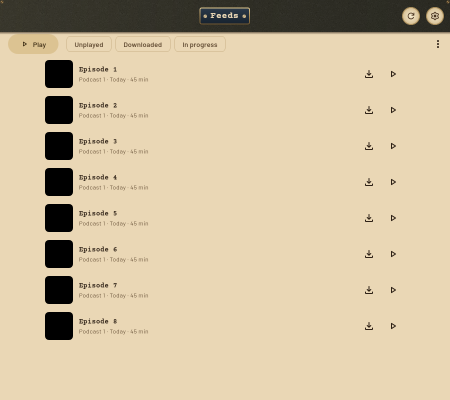 Feeds
Play
Unplayed
Downloaded
In progress
Episode 1
Podcast 1 · Today · 45 min
Episode 2
Podcast 1 · Today · 45 min
Episode 3
Podcast 1 · Today · 45 min
Episode 4
Podcast 1 · Today · 45 min
Episode 5
Podcast 1 · Today · 45 min
Episode 6
Podcast 1 · Today · 45 min
Episode 7
Podcast 1 · Today · 45 min
Episode 8
Podcast 1 · Today · 45 min